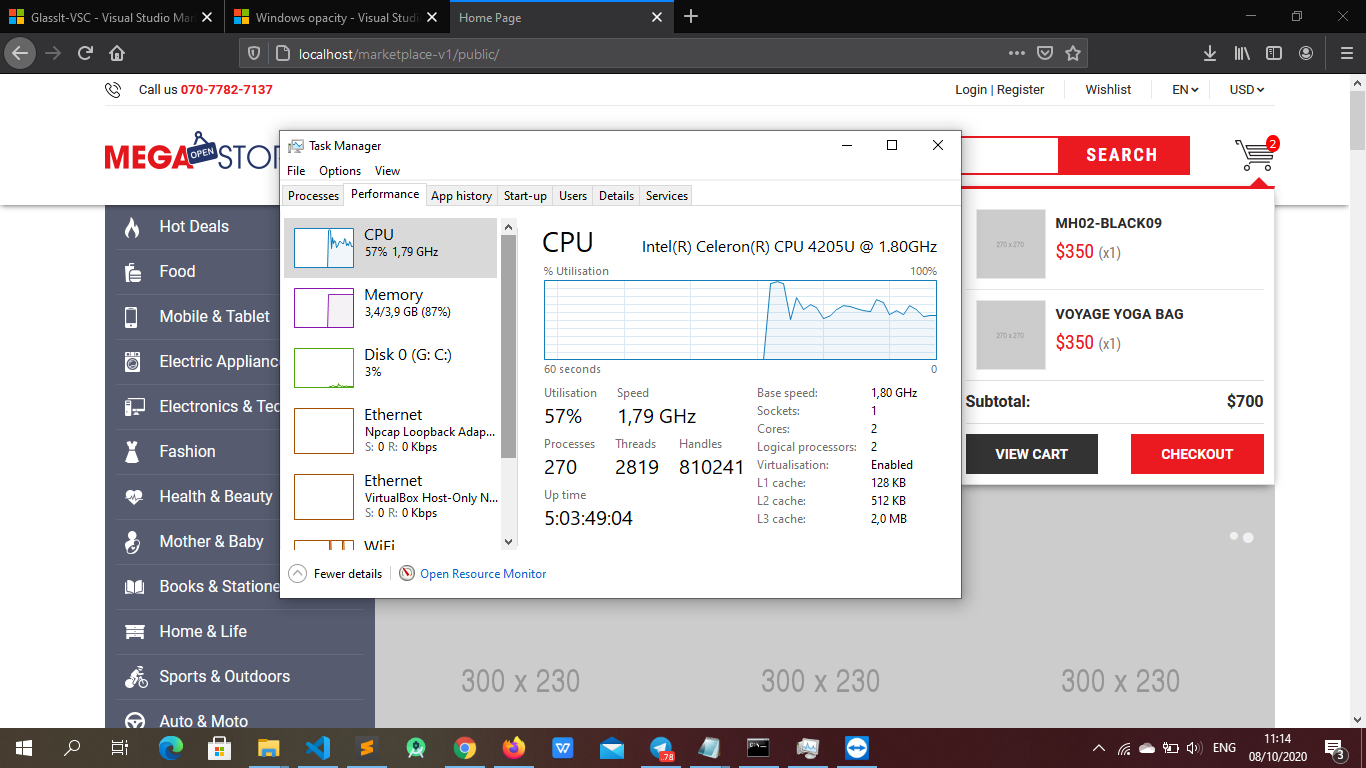 GlassIt-VSC - Visual Studio Mar
Windows opacity - Visual Studi
Home Page
localhost/marketplace-v1/public/
Call us 070-7782-7137
Login | Register
Wishlist
EN
USD
MEGA OPEN STOR
SEARCH
2
Hot Deals
Food
Mobile & Tablet
Electric Applianc
Electronics & Tec
Fashion
Health & Beauty
Mother & Baby
Books & Statione
Home & Life
Sports & Outdoors
Auto & Moto
Task Manager
File Options View
Processes Performance App history Start-up Users Details Services
CPU
57% 1,79 GHz
Memory
3,4/3,9 GB (87%)
Disk 0 (G: C:)
3%
Ethernet
Npcap Loopback Adap...
S: 0 R: 0 Kbps
Ethernet
VirtualBox Host-Only N...
S: 0 R: 0 Kbps
WiFi
CPU
Intel(R) Celeron(R) CPU 4205U @ 1.80GHz
% Utilisation 100%
60 seconds 0
Utilisation Speed
57% 1,79 GHz
Processes Threads Handles
270 2819 810241
Up time
5:03:49:04
Base speed: 1,80 GHz
Sockets: 1
Cores: 2
Logical processors: 2
Virtualisation: Enabled
L1 cache: 128 KB
L2 cache: 512 KB
L3 cache: 2,0 MB
Fewer details
Open Resource Monitor
270 x 270
MH02-BLACK09
$350 (x1)
270 x 270
VOYAGE YOGA BAG
$350 (x1)
Subtotal: $700
VIEW CART
CHECKOUT
300 x 230
300 x 230
300 x 230
..78
ENG
11:14
08/10/2020
3